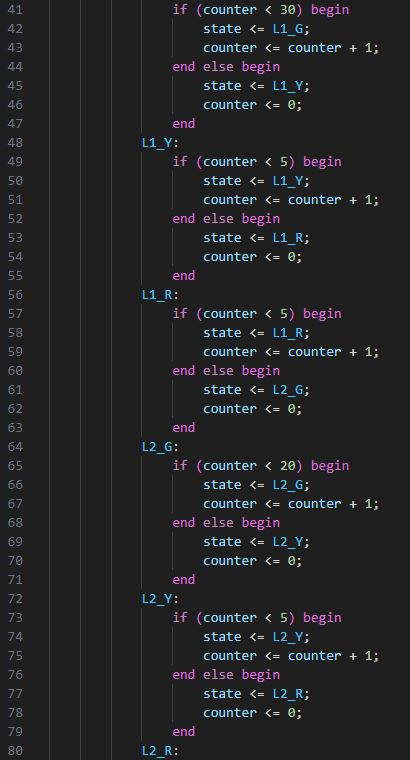 41 if (counter < 30) begin
42 state <= L1_G;
43 counter <= counter + 1;
44 end else begin
45 state <= L1_Y;
46 counter <= 0;
47 end
48 L1_Y:
49 if (counter < 5) begin
50 state <= L1_Y;
51 counter <= counter + 1;
52 end else begin
53 state <= L1_R;
54 counter <= 0;
55 end
56 L1_R:
57 if (counter < 5) begin
58 state <= L1_R;
59 counter <= counter + 1;
60 end else begin
61 state <= L2_G;
62 counter <= 0;
63 end
64 L2_G:
65 if (counter < 20) begin
66 state <= L2_G;
67 counter <= counter + 1;
68 end else begin
69 state <= L2_Y;
70 counter <= 0;
71 end
72 L2_Y:
73 if (counter < 5) begin
74 state <= L2_Y;
75 counter <= counter + 1;
76 end else begin
77 state <= L2_R;
78 counter <= 0;
79 end
80 L2_R: